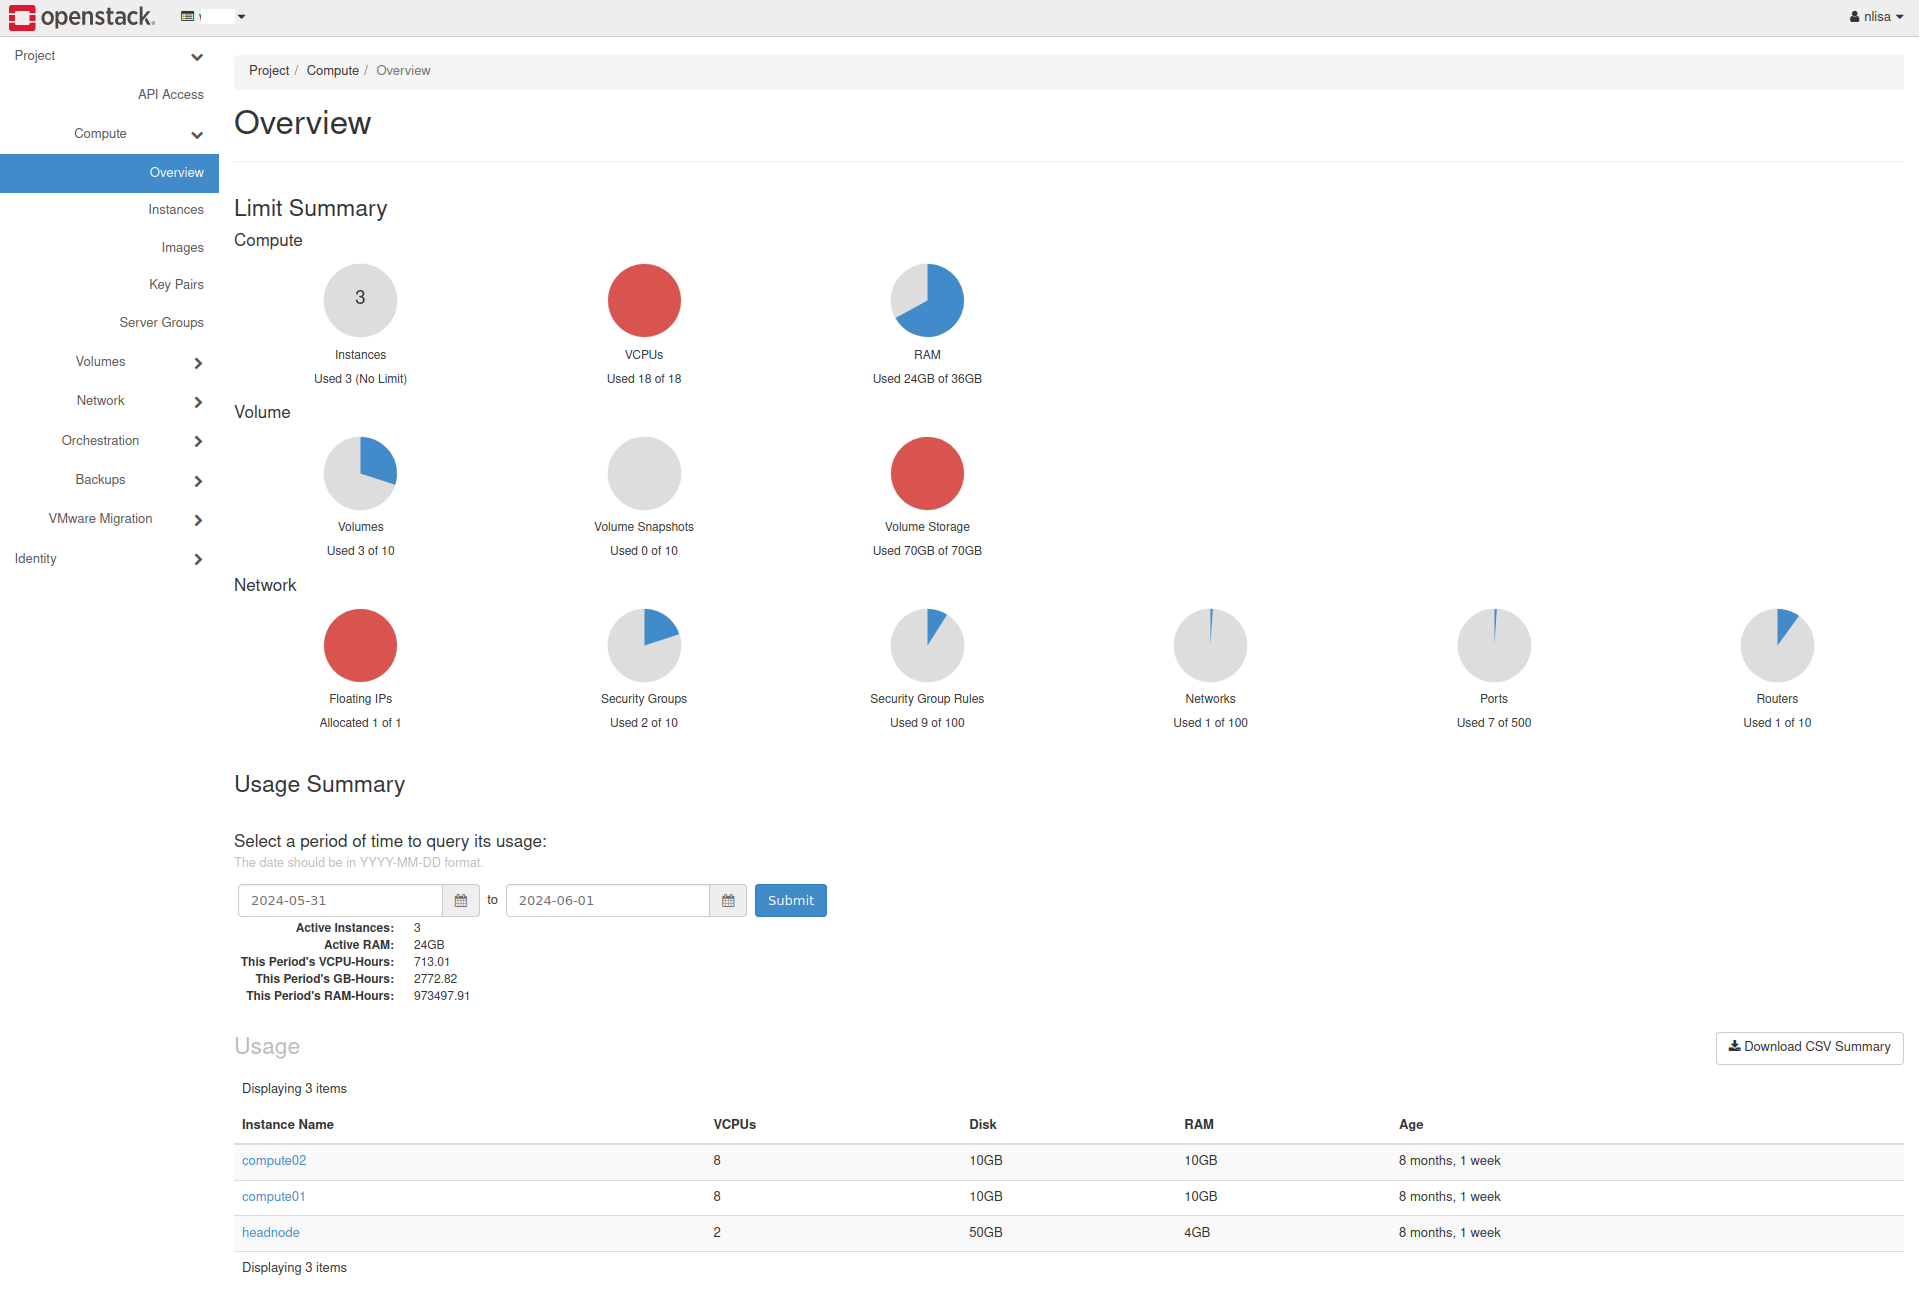 openstack.
nlisa
Project
API Access
Compute
Overview
Instances
Images
Key Pairs
Server Groups
Volumes
Network
Orchestration
Backups
VMware Migration
Identity
Project / Compute / Overview
Overview
Limit Summary
Compute
3
Instances
Used 3 (No Limit)
VCPUs
Used 18 of 18
RAM
Used 24GB of 36GB
Volume
Volumes
Used 3 of 10
Volume Snapshots
Used 0 of 10
Volume Storage
Used 70GB of 70GB
Network
Floating IPs
Allocated 1 of 1
Security Groups
Used 2 of 10
Security Group Rules
Used 9 of 100
Networks
Used 1 of 100
Ports
Used 7 of 500
Routers
Used 1 of 10
Usage Summary
Select a period of time to query its usage:
The date should be in YYYY-MM-DD format.
2024-05-31 to 2024-06-01 Submit
Active Instances: 3
Active RAM: 24GB
This Period's VCPU-Hours: 713.01
This Period's GB-Hours: 2772.82
This Period's RAM-Hours: 973497.91
Usage
Download CSV Summary
Displaying 3 items
Instance Name VCPUs Disk RAM Age
compute02 8 10GB 10GB 8 months, 1 week
compute01 8 10GB 10GB 8 months, 1 week
headnode 2 50GB 4GB 8 months, 1 week
Displaying 3 items